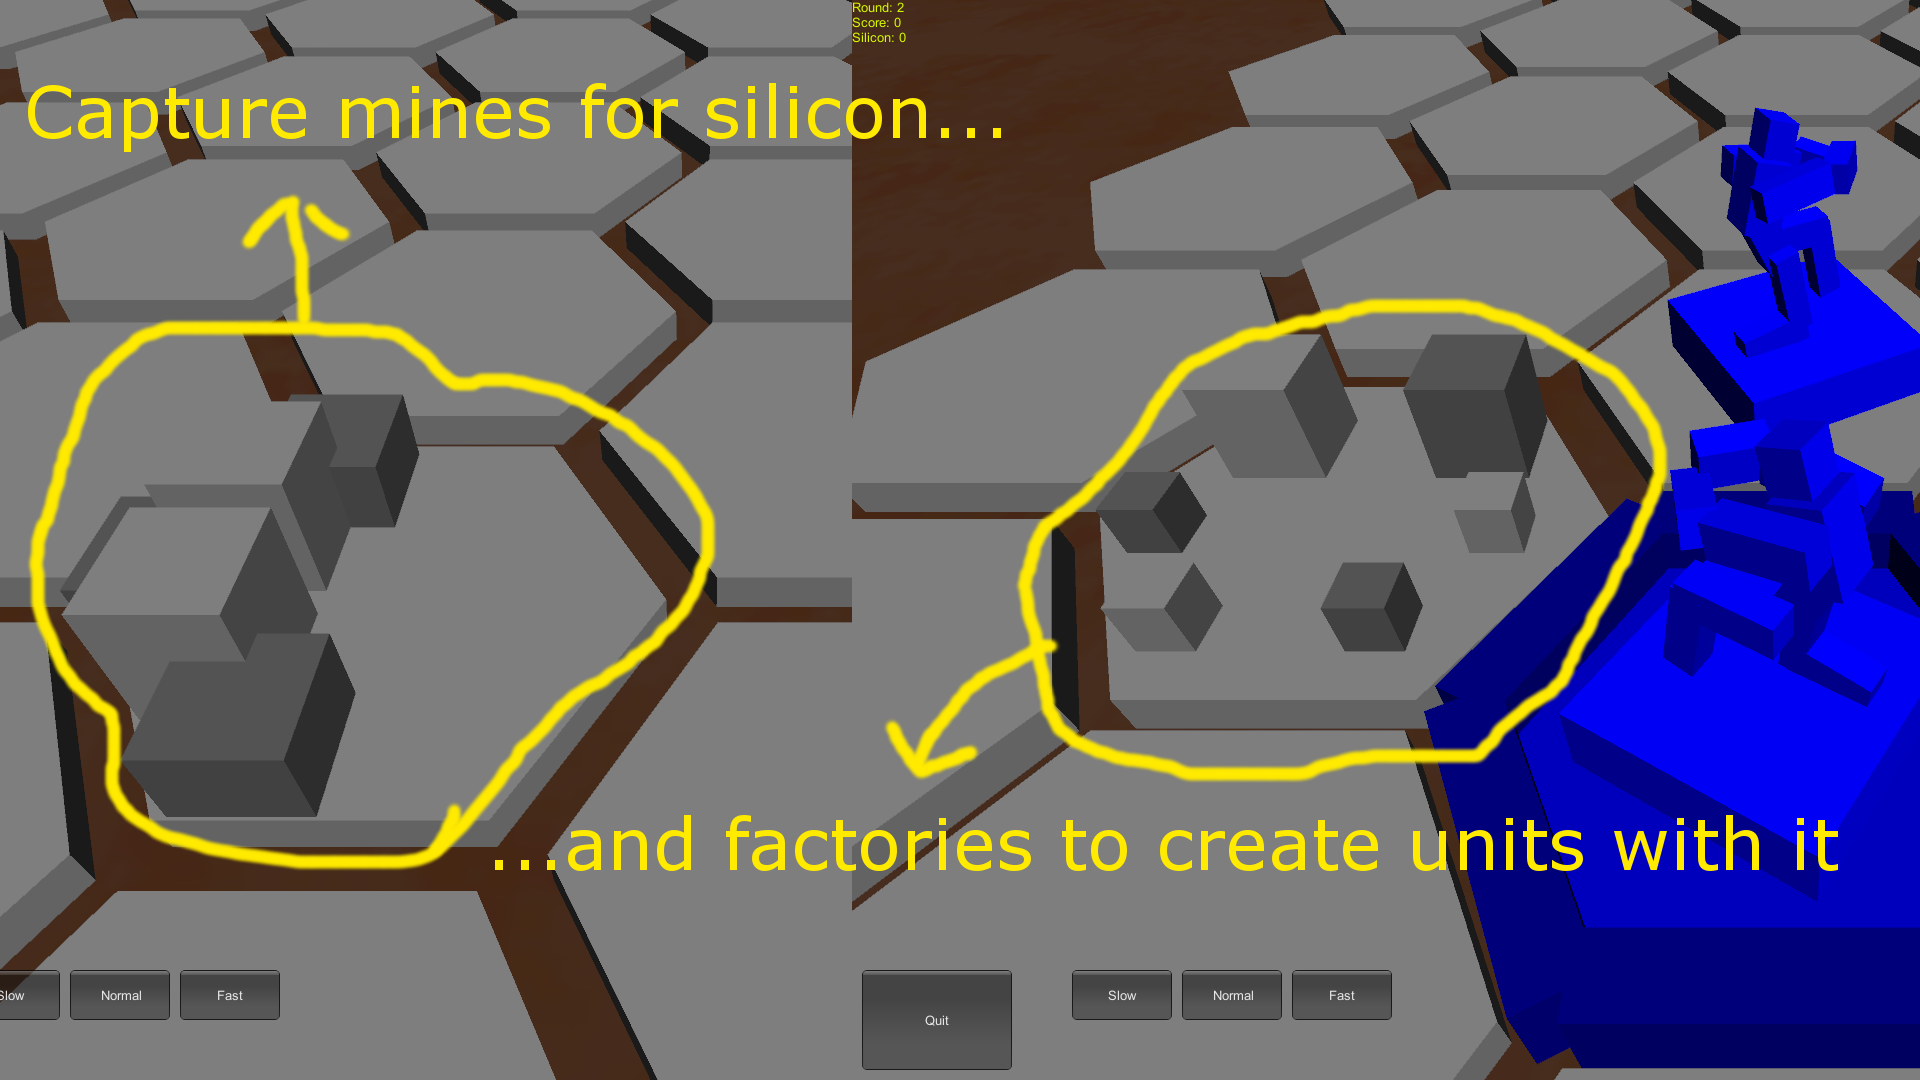 Round: 2
Score: 0
Silicon: 0
Capture mines for silicon...
...and factories to create units with it
Slow
Normal
Fast
Quit
Slow
Normal
Fast